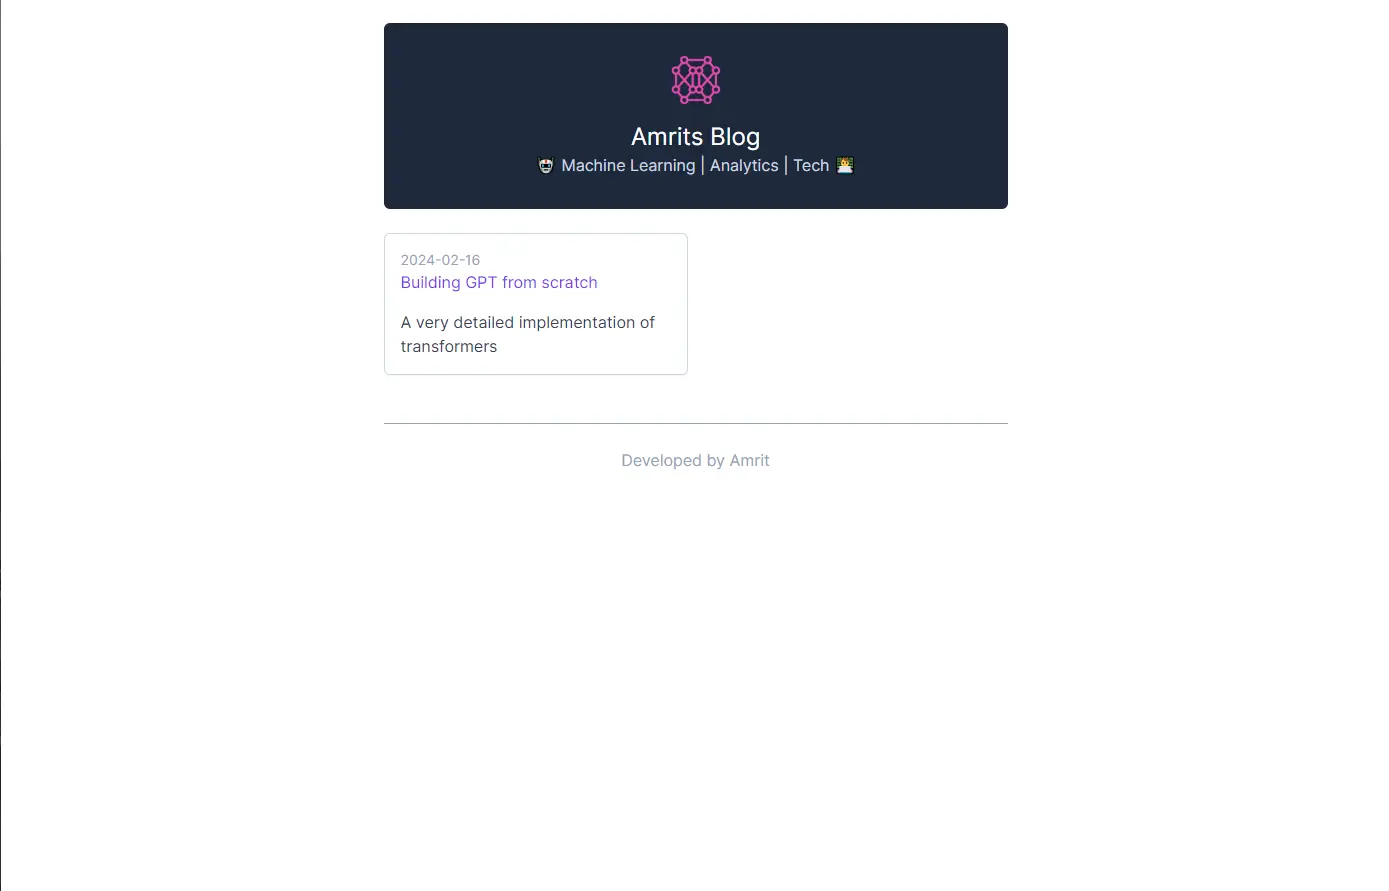 Amrits Blog
🤖 Machine Learning | Analytics | Tech 👨‍💻
2024-02-16
Building GPT from scratch
A very detailed implementation of
transformers
Developed by Amrit